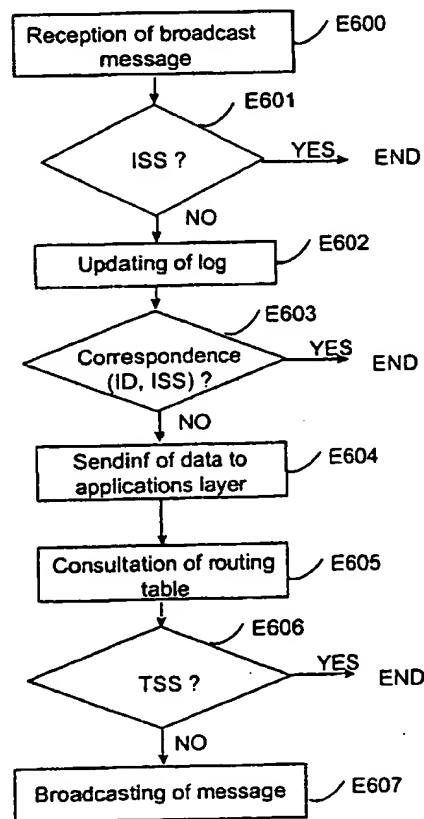 Reception of broadcast
message
E600
E601
ISS ?
YES
END
NO
E602
Updating of log
E603
Correspondence
(ID, ISS) ?
YES
END
NO
Sendinf of data to
applications layer
E604
Consultation of routing
table
E605
E606
TSS ?
YES
END
NO
Broadcasting of message
E607